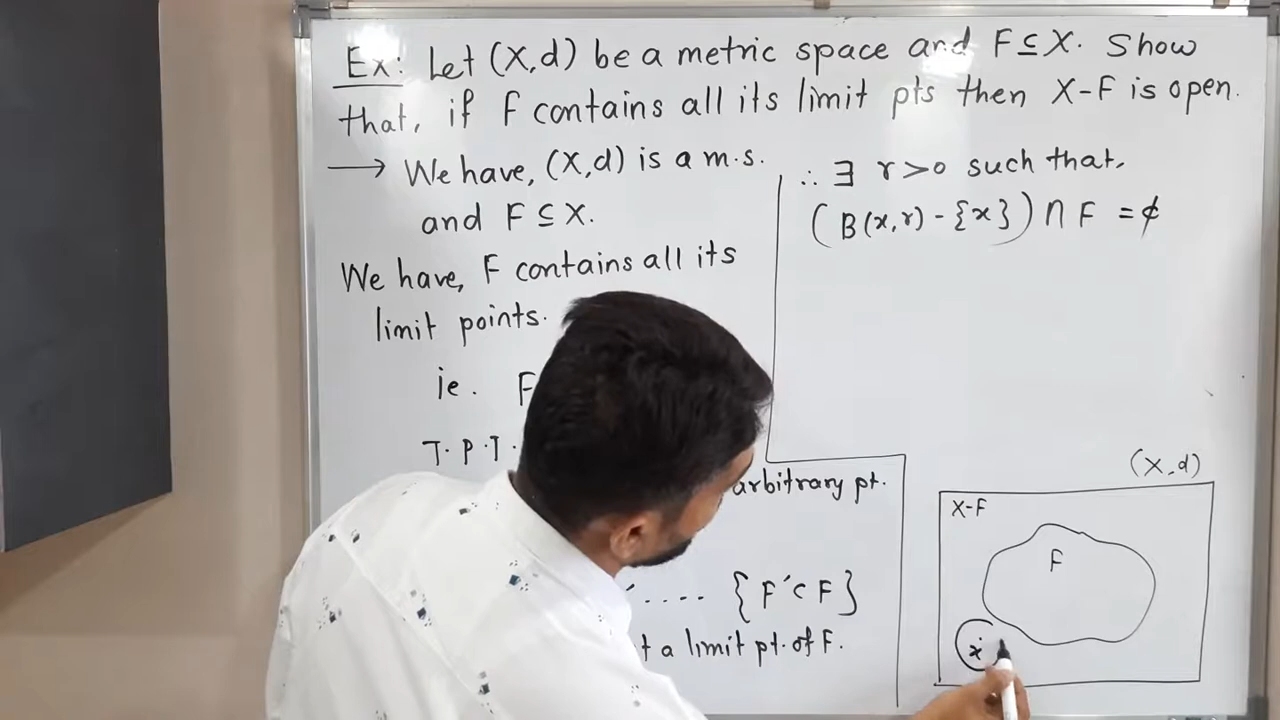 Ex: Let (X,d) be a metric space and F⊆X. Show
that, if F contains all its limit pts then X-F is open.
→ We have, (X,d) is a m.s.
and F⊆X.
We have, F contains all its
limit points.
ie. F
T.P.T.
arbitrary pt.
.... {F'⊂F}
t a limit pt. of F.
∴ ∃ r>0 such that,
(B(x,r)-{x})∩F = ¢
(X,d)
X-F
F
x